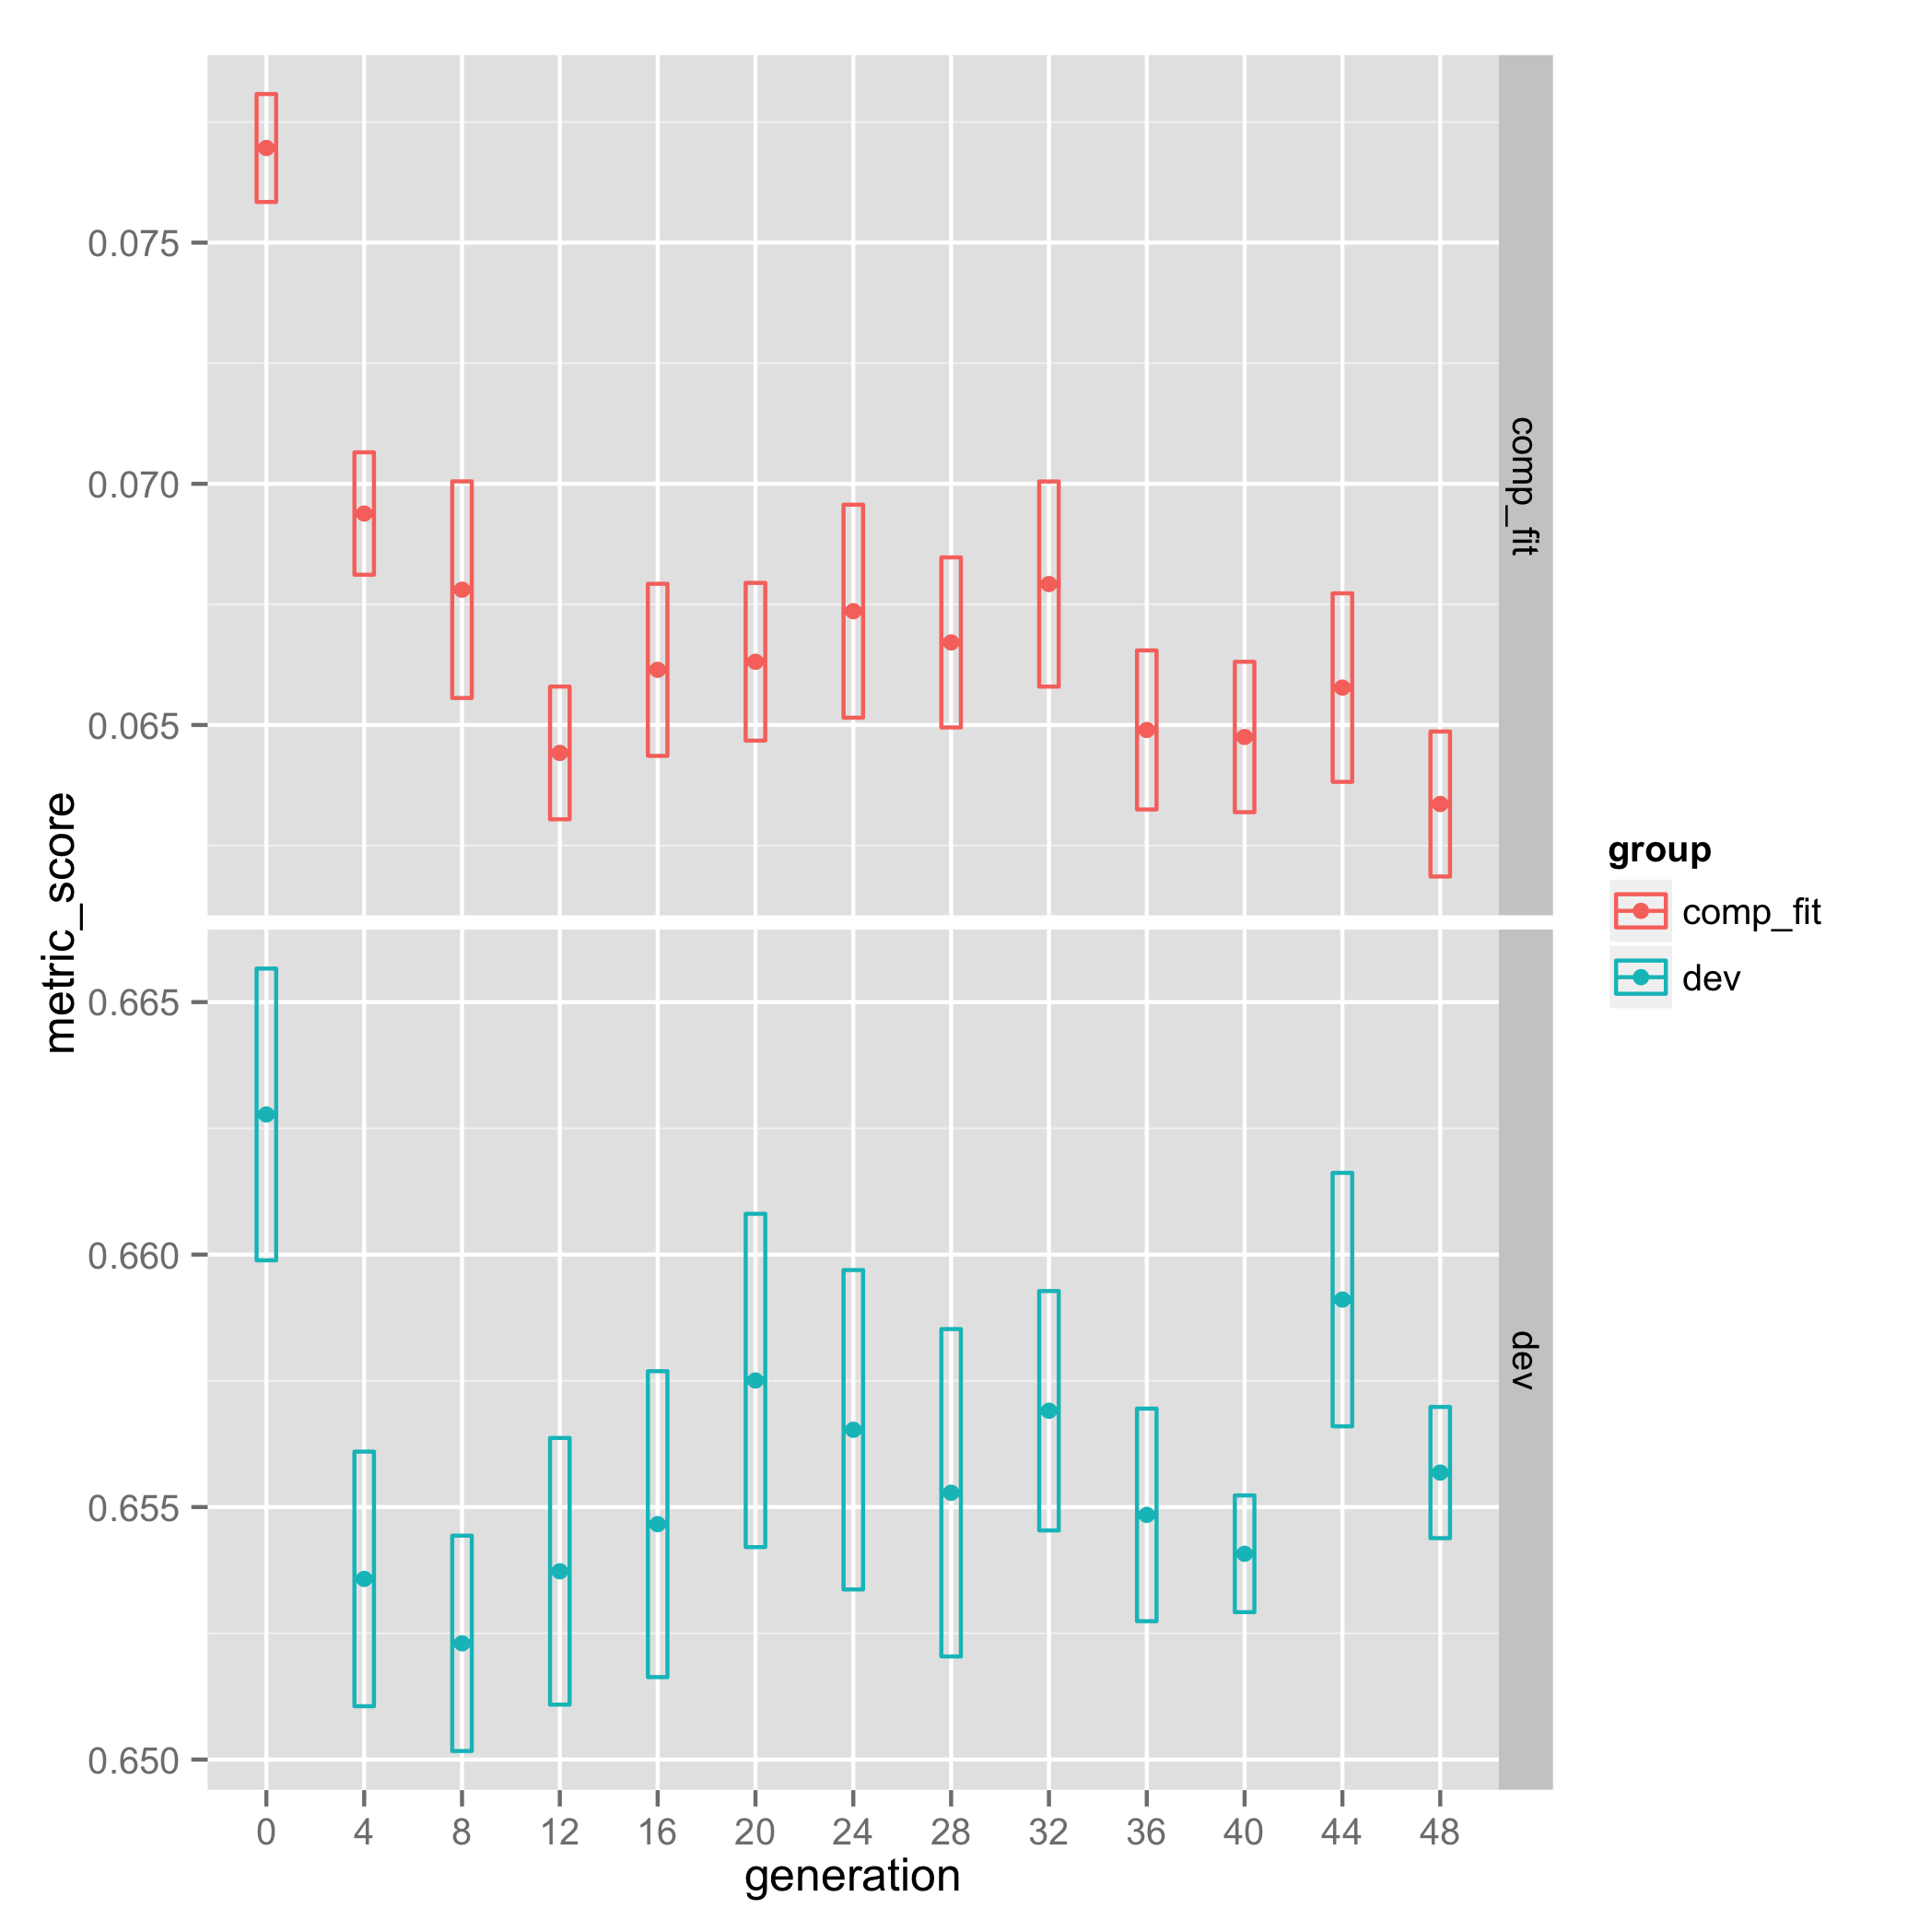 metric_score
0.075
0.070
0.065
comp_fit
0.665
0.660
0.655
0.650
dev
0 4 8 12 16 20 24 28 32 36 40 44 48
generation
group
comp_fit
dev